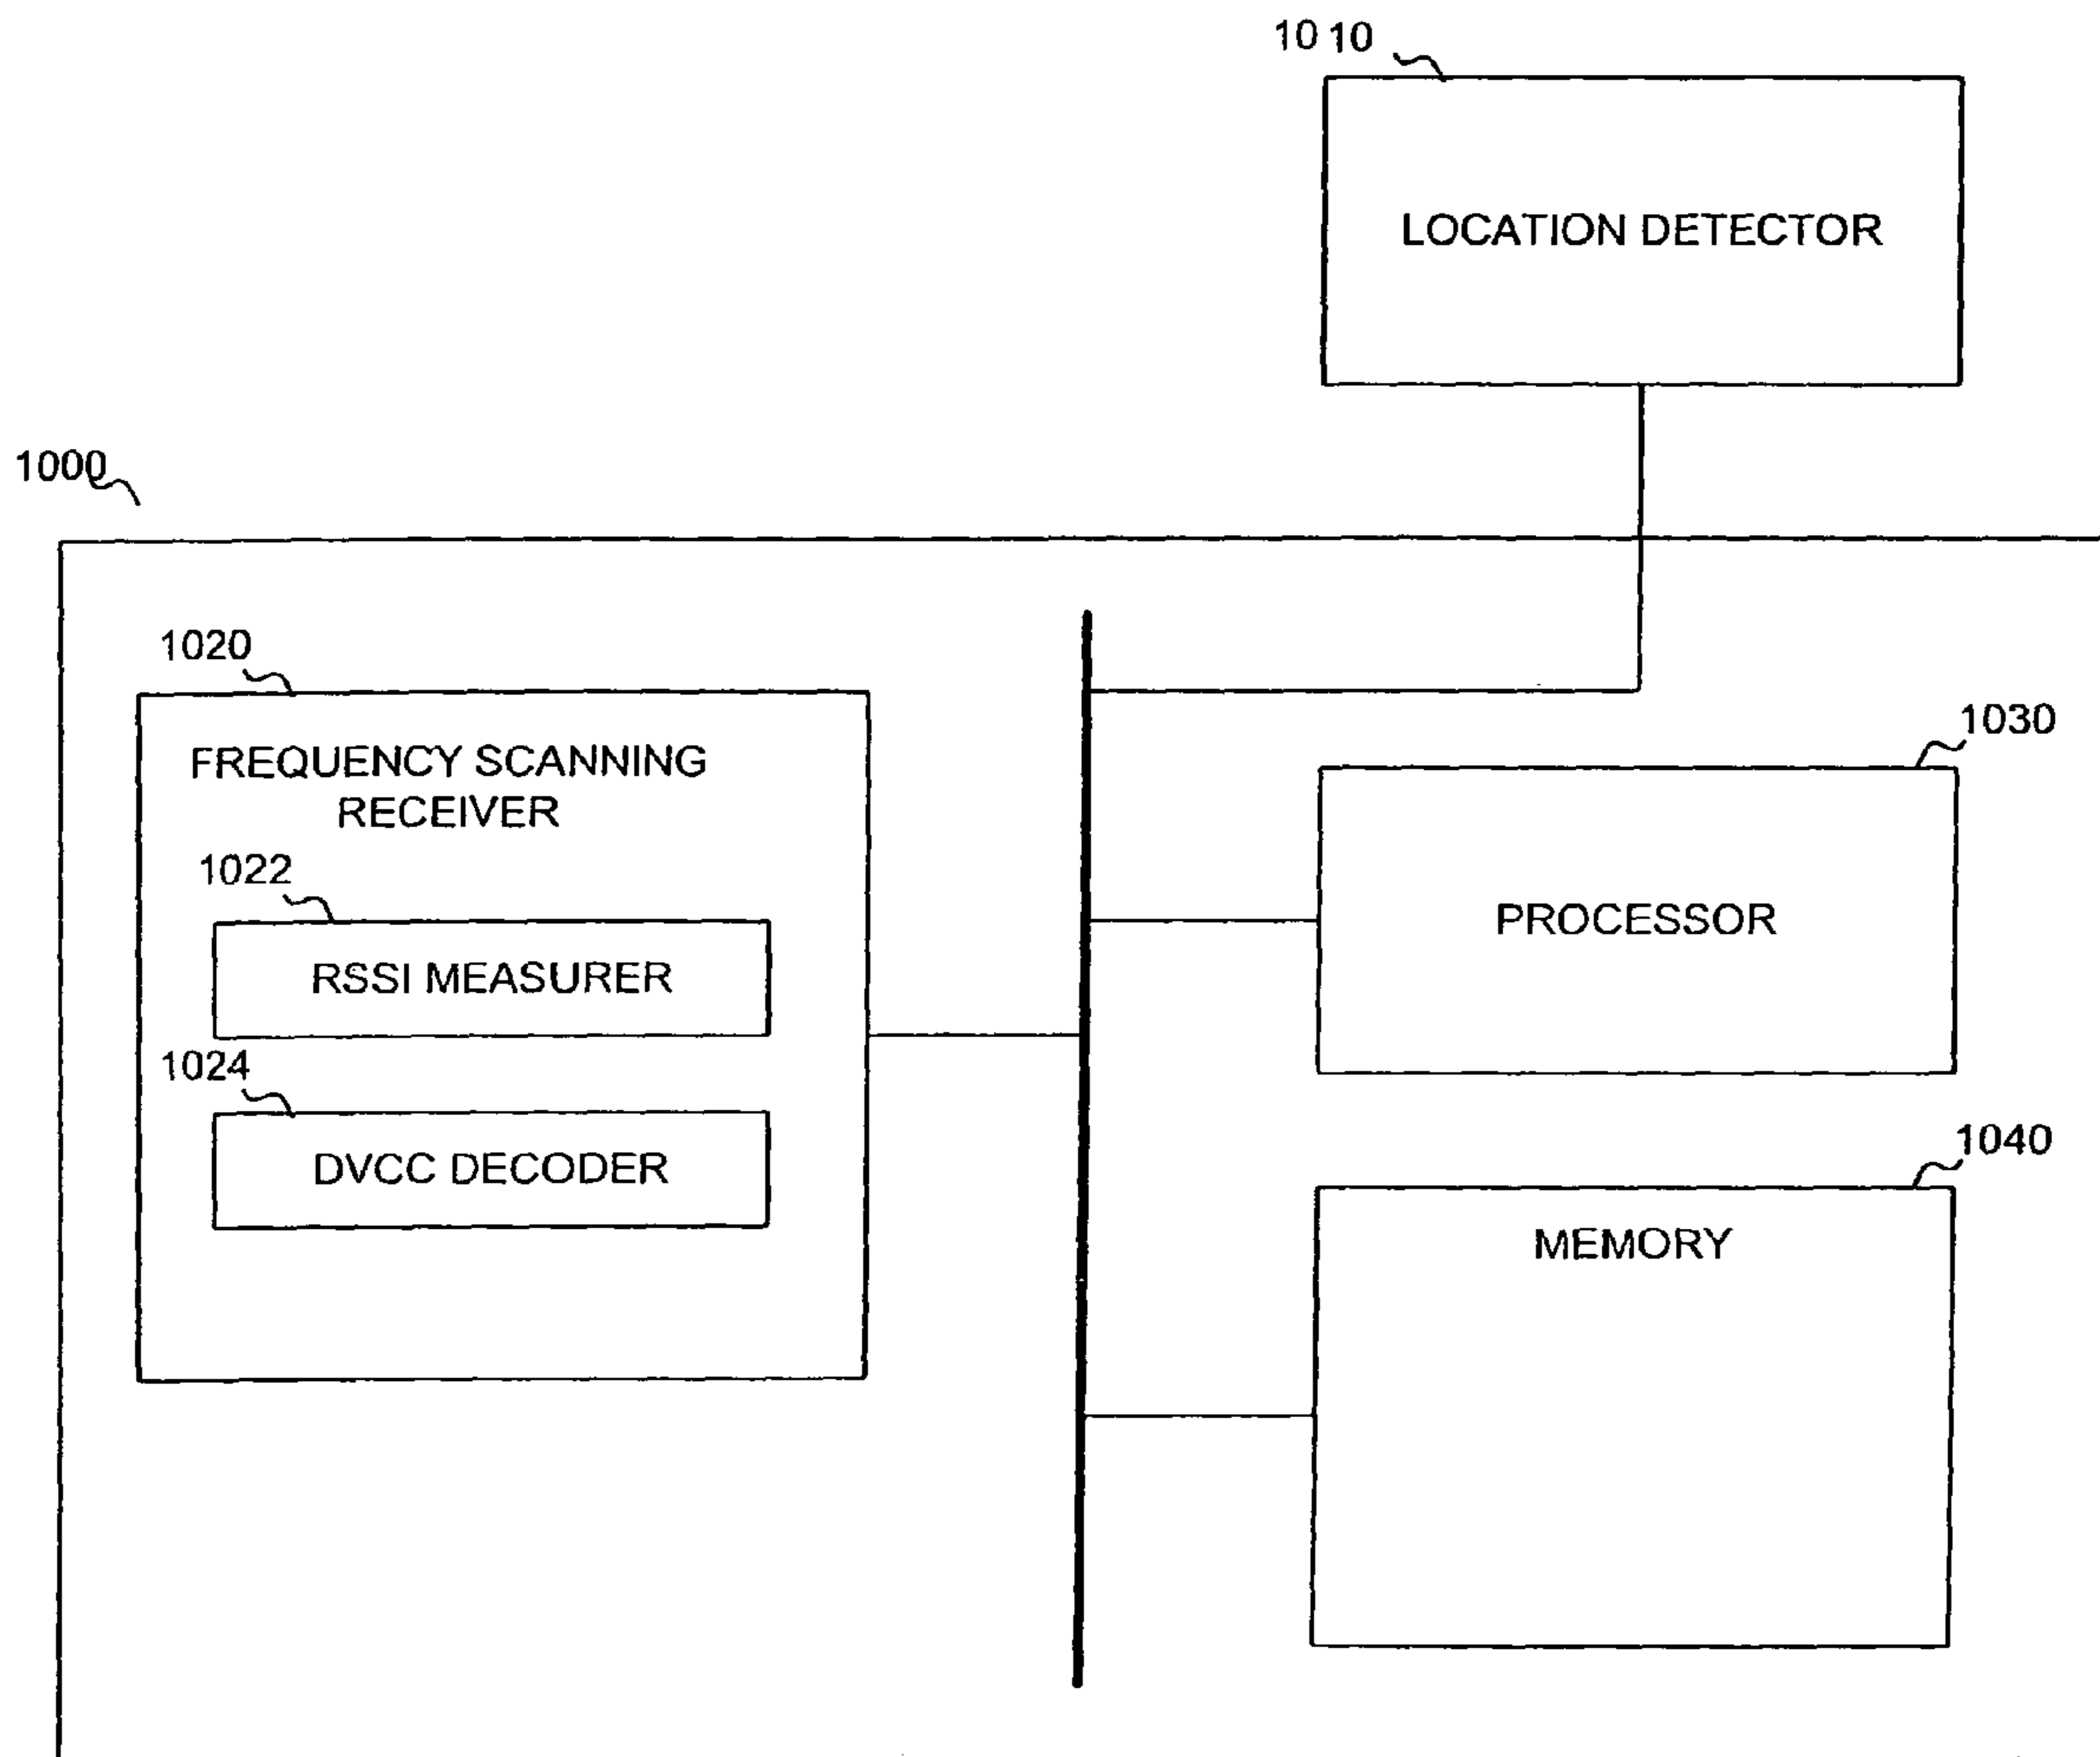 10 10
LOCATION DETECTOR
1000
1020
FREQUENCY SCANNING
RECEIVER
1022
RSSI MEASURER
1024
DVCC DECODER
1030
PROCESSOR
1040
MEMORY